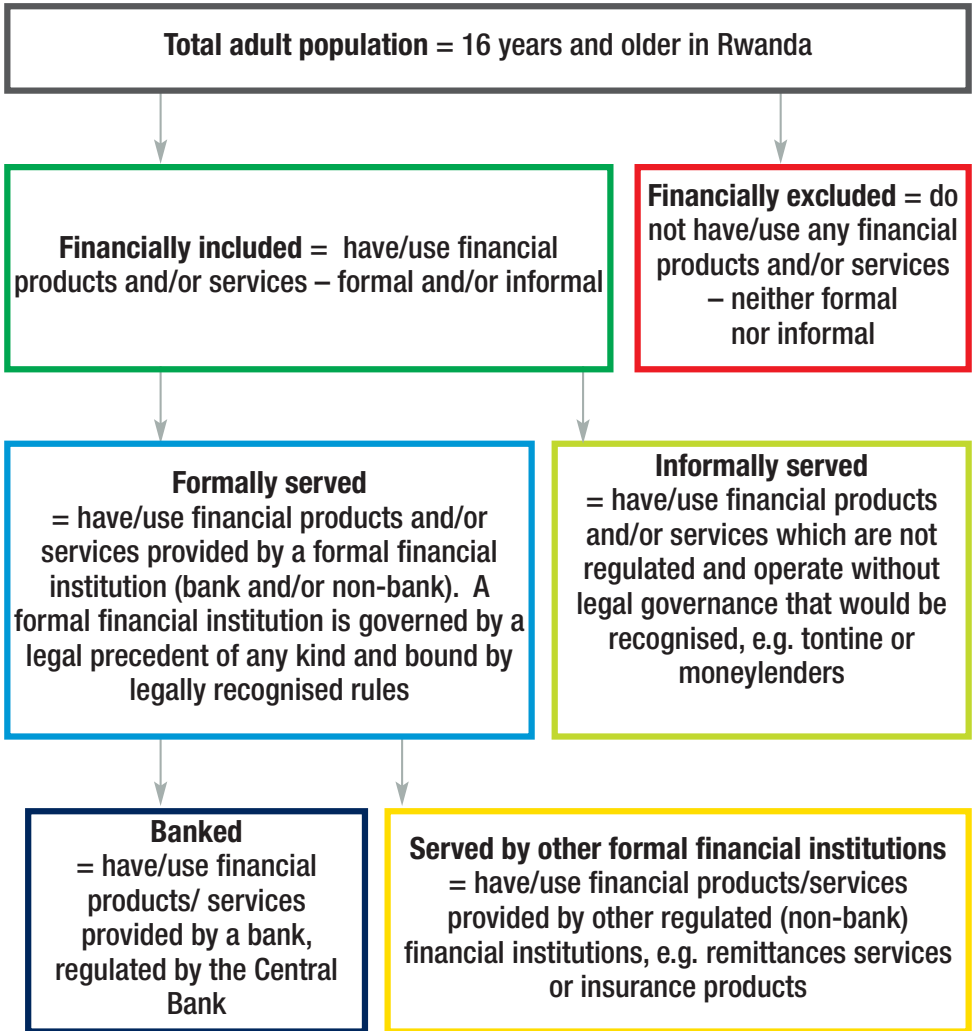 Total adult population = 16 years and older in Rwanda
Financially included = have/use financial
products and/or services – formal and/or informal
Financially excluded = do
not have/use any financial
products and/or services
– neither formal
nor informal
Formally served
= have/use financial products and/or
services provided by a formal financial
institution (bank and/or non-bank). A
formal financial institution is governed by a
legal precedent of any kind and bound by
legally recognised rules
Informally served
= have/use financial products
and/or services which are not
regulated and operate without
legal governance that would be
recognised, e.g. tontine or
moneylenders
Banked
= have/use financial
products/ services
provided by a bank,
regulated by the Central
Bank
Served by other formal financial institutions
= have/use financial products/services
provided by other regulated (non-bank)
financial institutions, e.g. remittances services
or insurance products